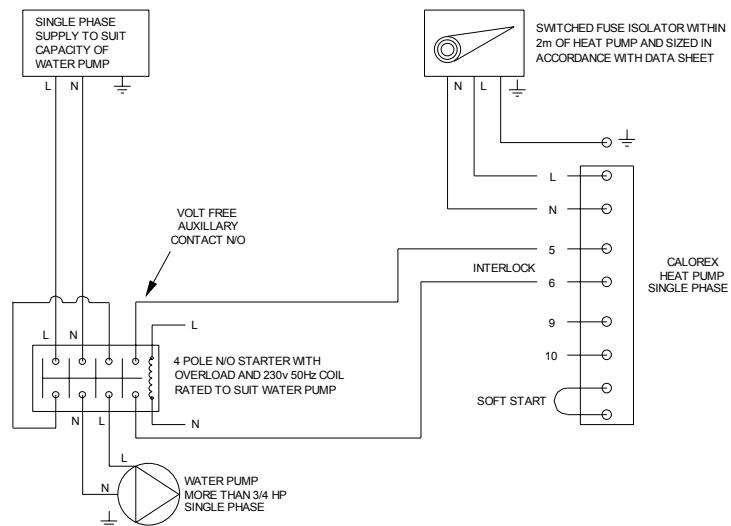 SINGLE PHASE
SUPPLY TO SUIT
CAPACITY OF
WATER PUMP
L N
SWITCHED FUSE ISOLATOR WITHIN
2m OF HEAT PUMP AND SIZED IN
ACCORDANCE WITH DATA SHEET
N L
L
N
5
INTERLOCK
6
9
10
SOFT START
CALOREX
HEAT PUMP
SINGLE PHASE
VOLT FREE
AUXILLARY
CONTACT N/O
L N
L
4 POLE N/O STARTER WITH
OVERLOAD AND 230v 50Hz COIL
RATED TO SUIT WATER PUMP
N
N L
L
N
WATER PUMP
MORE THAN 3/4 HP
SINGLE PHASE